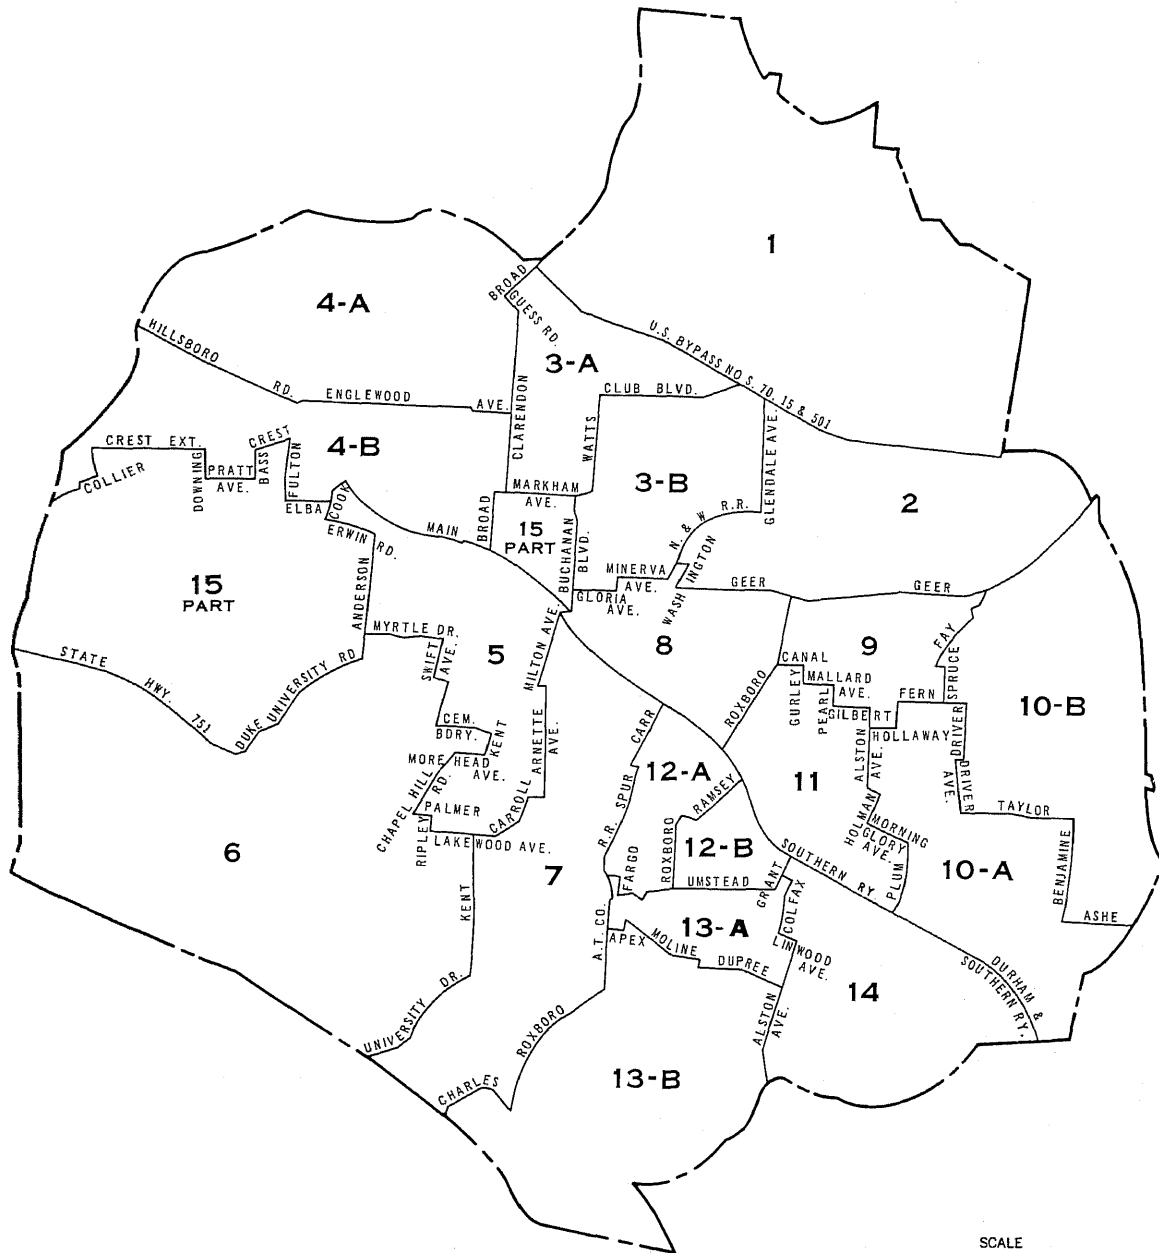 1
BROAD
GUESS RD.
4-A
HILLSBORO
RD.
ENGLEWOOD
AVE.
3-A
U.S. BYPASS NO S. 70, 15 & 501
CLUB BLVD.
CLARENDON
WATTS
GLENDALE AVE.
CREST EXT.
CREST
BASS
4-B
COLLIER
DOWNING
PRATT
AVE.
FULTON
ELBA
COOK
ERWIN RD.
MAIN
BROAD
MARKHAM
AVE.
15
PART
BUCHANAN
BLVD.
3-B
N. & W. R.R.
2
15
PART
ANDERSON
MINERVA
AVE.
GLORIA
AVE.
WASHINGTON
GEER
GEER
MYRTLE DR.
SWIFT
AVE.
5
MILTON AVE.
8
9
FAY
SPRUCE
STATE
HWY.
751
DUKE UNIVERSITY RD
CANAL
GURLEY
MALLARD
AVE.
PEARL
GILBERT
FERN
HOLLAWAY
10-B
CEM.
BDRY.
KENT
ARNETTE
AVE.
CARR
ROXBORO
ALSTON
AVE.
DRIVER
AVE.
DRIVER
MOREHEAD
AVE.
CHAPEL HILL
RD.
12-A
11
PALMER
CARROLL
R.R. SPUR
RAMSEY
HOLMAN
MORNING
GLORY
AVE.
TAYLOR
RIPLEY
LAKEWOOD AVE.
6
7
FARGO
ROXBORO
12-B
UMSTEAD
GRANT
SOUTHERN RY.
PLUM
10-A
BENJAMINE
ASHE
KENT
A.T. CO.
APEX
13-A
MOLINE
DUPREE
COLFAX
LINWOOD
AVE.
14
DURHAM &
SOUTHERN RY.
UNIVERSITY DR.
ROXBORO
ALSTON
AVE.
CHARLES
13-B
SCALE